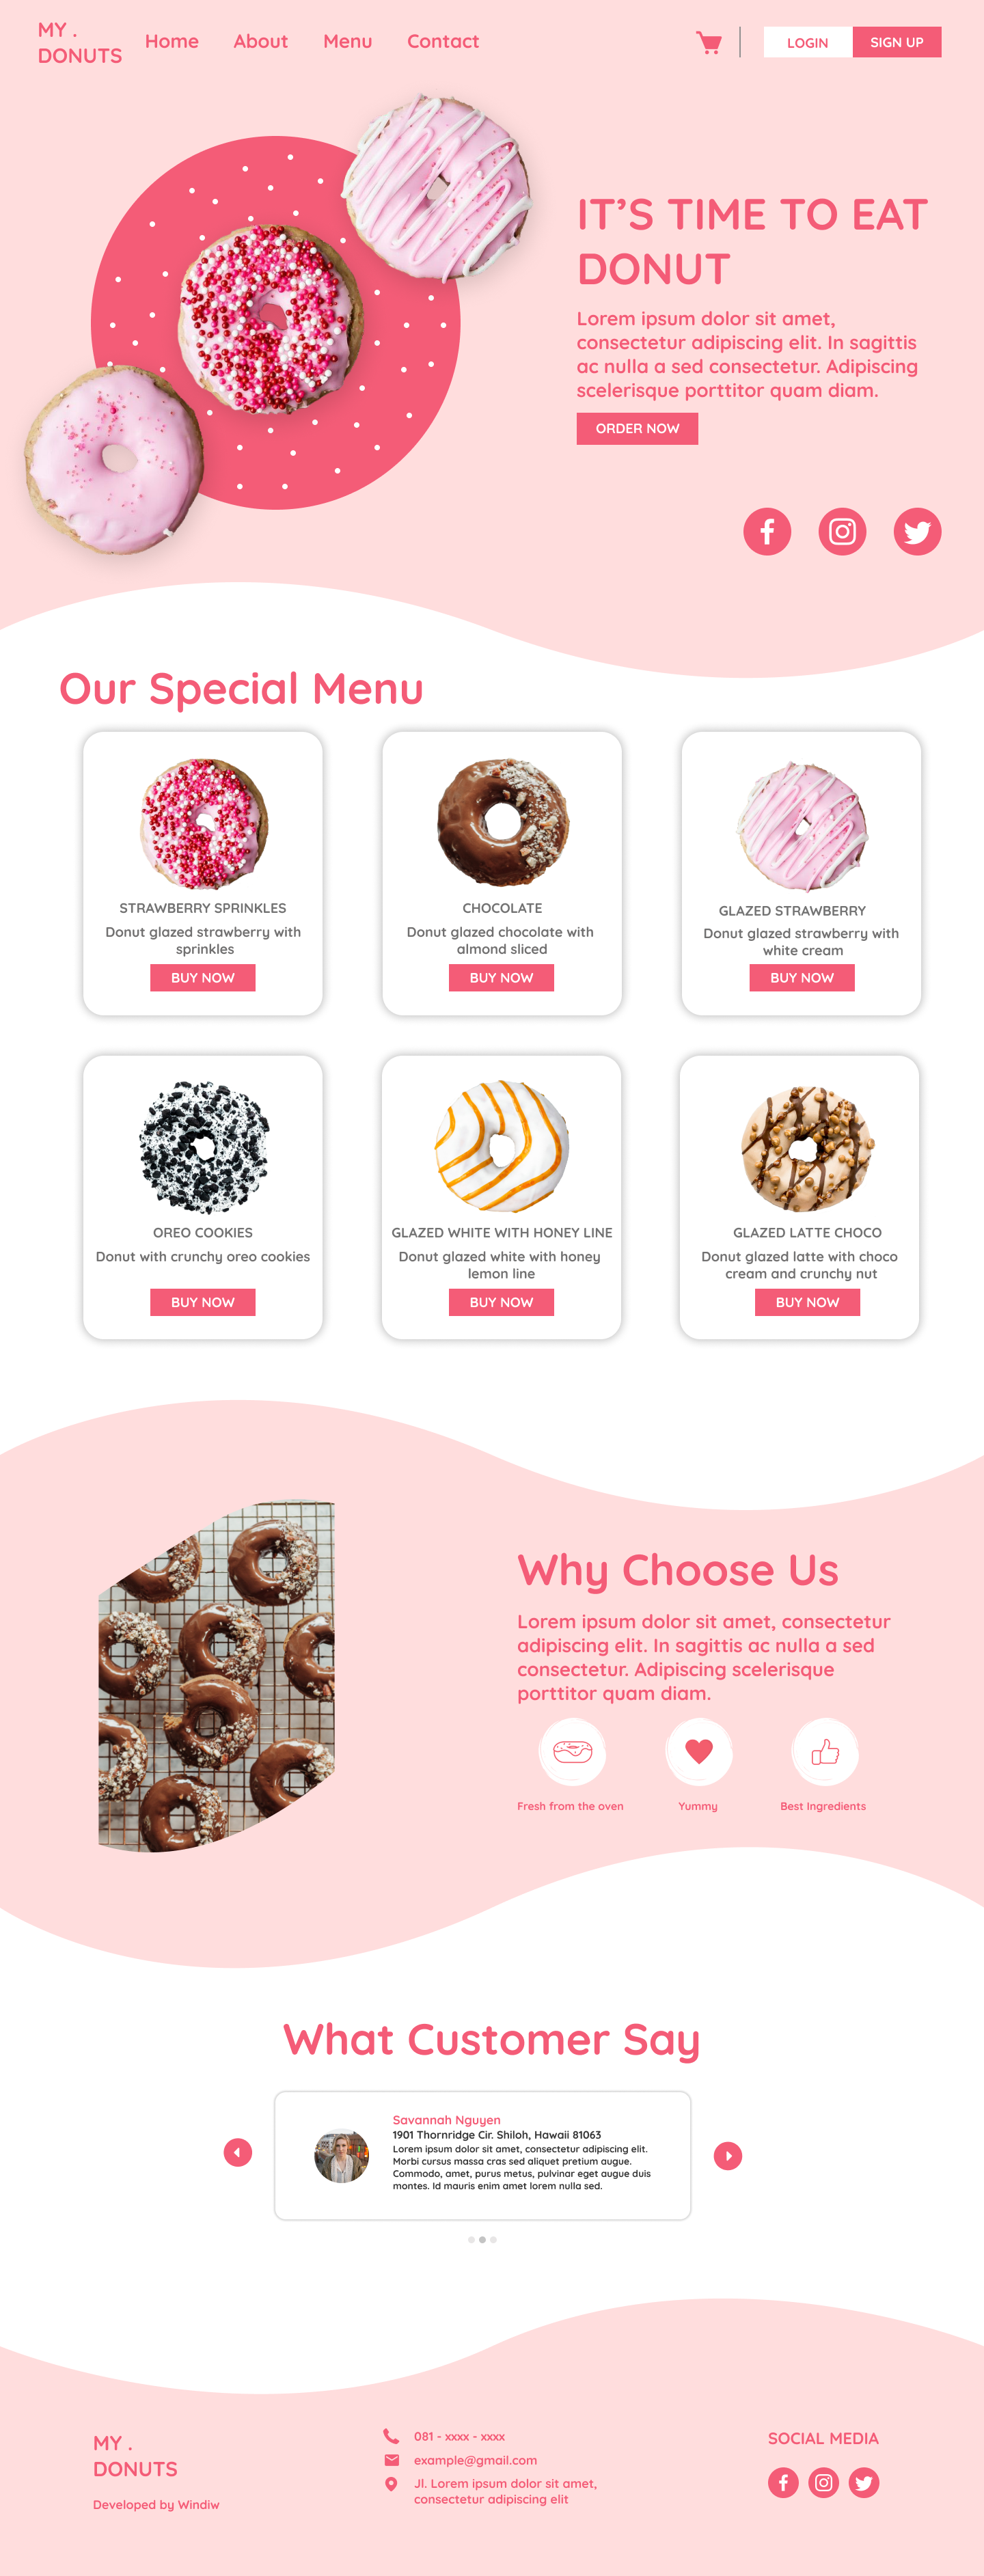 MY .
DONUTS
Home
About
Menu
Contact
LOGIN
SIGN UP
IT’S TIME TO EAT
DONUT
Lorem ipsum dolor sit amet,
consectetur adipiscing elit. In sagittis
ac nulla a sed consectetur. Adipiscing
scelerisque porttitor quam diam.
ORDER NOW
Our Special Menu
STRAWBERRY SPRINKLES
Donut glazed strawberry with
sprinkles
BUY NOW
CHOCOLATE
Donut glazed chocolate with
almond sliced
BUY NOW
GLAZED STRAWBERRY
Donut glazed strawberry with
white cream
BUY NOW
OREO COOKIES
Donut with crunchy oreo cookies
BUY NOW
GLAZED WHITE WITH HONEY LINE
Donut glazed white with honey
lemon line
BUY NOW
GLAZED LATTE CHOCO
Donut glazed latte with choco
cream and crunchy nut
BUY NOW
Why Choose Us
Lorem ipsum dolor sit amet, consectetur
adipiscing elit. In sagittis ac nulla a sed
consectetur. Adipiscing scelerisque
porttitor quam diam.
Fresh from the oven
Yummy
Best Ingredients
What Customer Say
Savannah Nguyen
1901 Thornridge Cir. Shiloh, Hawaii 81063
Lorem ipsum dolor sit amet, consectetur adipiscing elit.
Morbi cursus massa cras sed aliquet pretium augue.
Commodo, amet, purus metus, pulvinar eget augue duis
montes. Id mauris enim amet lorem nulla sed.
MY .
DONUTS
Developed by Windiw
081 - xxxx - xxxx
example@gmail.com
Jl. Lorem ipsum dolor sit amet,
consectetur adipiscing elit
SOCIAL MEDIA